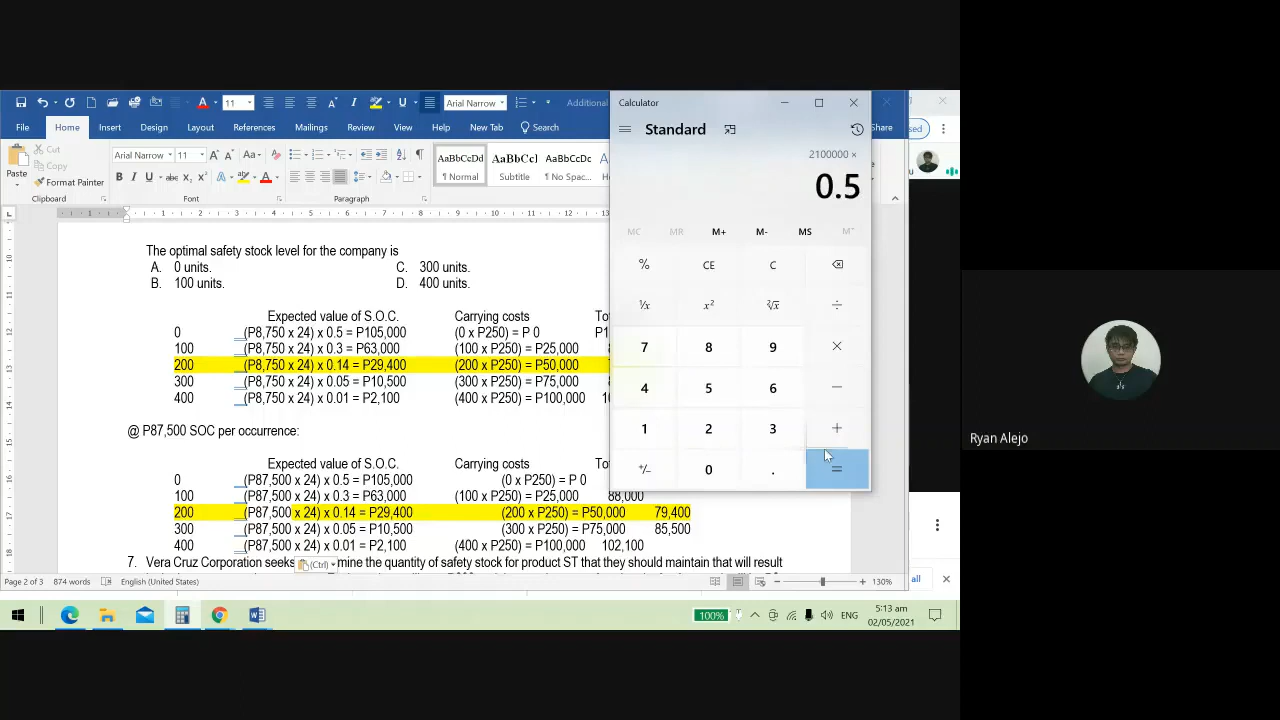 11
Arial Narrow
Additional
File Home Insert Design Layout References Mailings Review View Help New Tab Search
Share
Cut
Copy
Format Painter
Paste
Clipboard
Arial Narrow 11
Font
Paragraph
AaBbCcDd AaBbCcl AaBbCcDc
¶ Normal Subtitle ¶ No Spac...
The optimal safety stock level for the company is
A. 0 units. C. 300 units.
B. 100 units. D. 400 units.
Expected value of S.O.C. Carrying costs
0 (P8,750 x 24) x 0.5 = P105,000 (0 x P250) = P 0
100 (P8,750 x 24) x 0.3 = P63,000 (100 x P250) = P25,000
200 (P8,750 x 24) x 0.14 = P29,400 (200 x P250) = P50,000
300 (P8,750 x 24) x 0.05 = P10,500 (300 x P250) = P75,000
400 (P8,750 x 24) x 0.01 = P2,100 (400 x P250) = P100,000
@ P87,500 SOC per occurrence:
Expected value of S.O.C. Carrying costs
0 (P87,500 x 24) x 0.5 = P105,000 (0 x P250) = P 0
100 (P87,500 x 24) x 0.3 = P63,000 (100 x P250) = P25,000 88,000
200 (P87,500 x 24) x 0.14 = P29,400 (200 x P250) = P50,000 79,400
300 (P87,500 x 24) x 0.05 = P10,500 (300 x P250) = P75,000 85,500
400 (P87,500 x 24) x 0.01 = P2,100 (400 x P250) = P100,000 102,100
7. Vera Cruz Corporation seeks
mine the quantity of safety stock for product ST that they should maintain that will result
(Ctrl)
Page 2 of 3 874 words English (United States)
130%
Calculator
Standard
2100000 ×
0.5
MC MR M+ M- MS
% CE C
¹/x x² ²√x ÷
7 8 9 ×
4 5 6 −
1 2 3 +
+/− 0 . =
all
100%
ENG
5:13 am
02/05/2021
Ryan Alejo